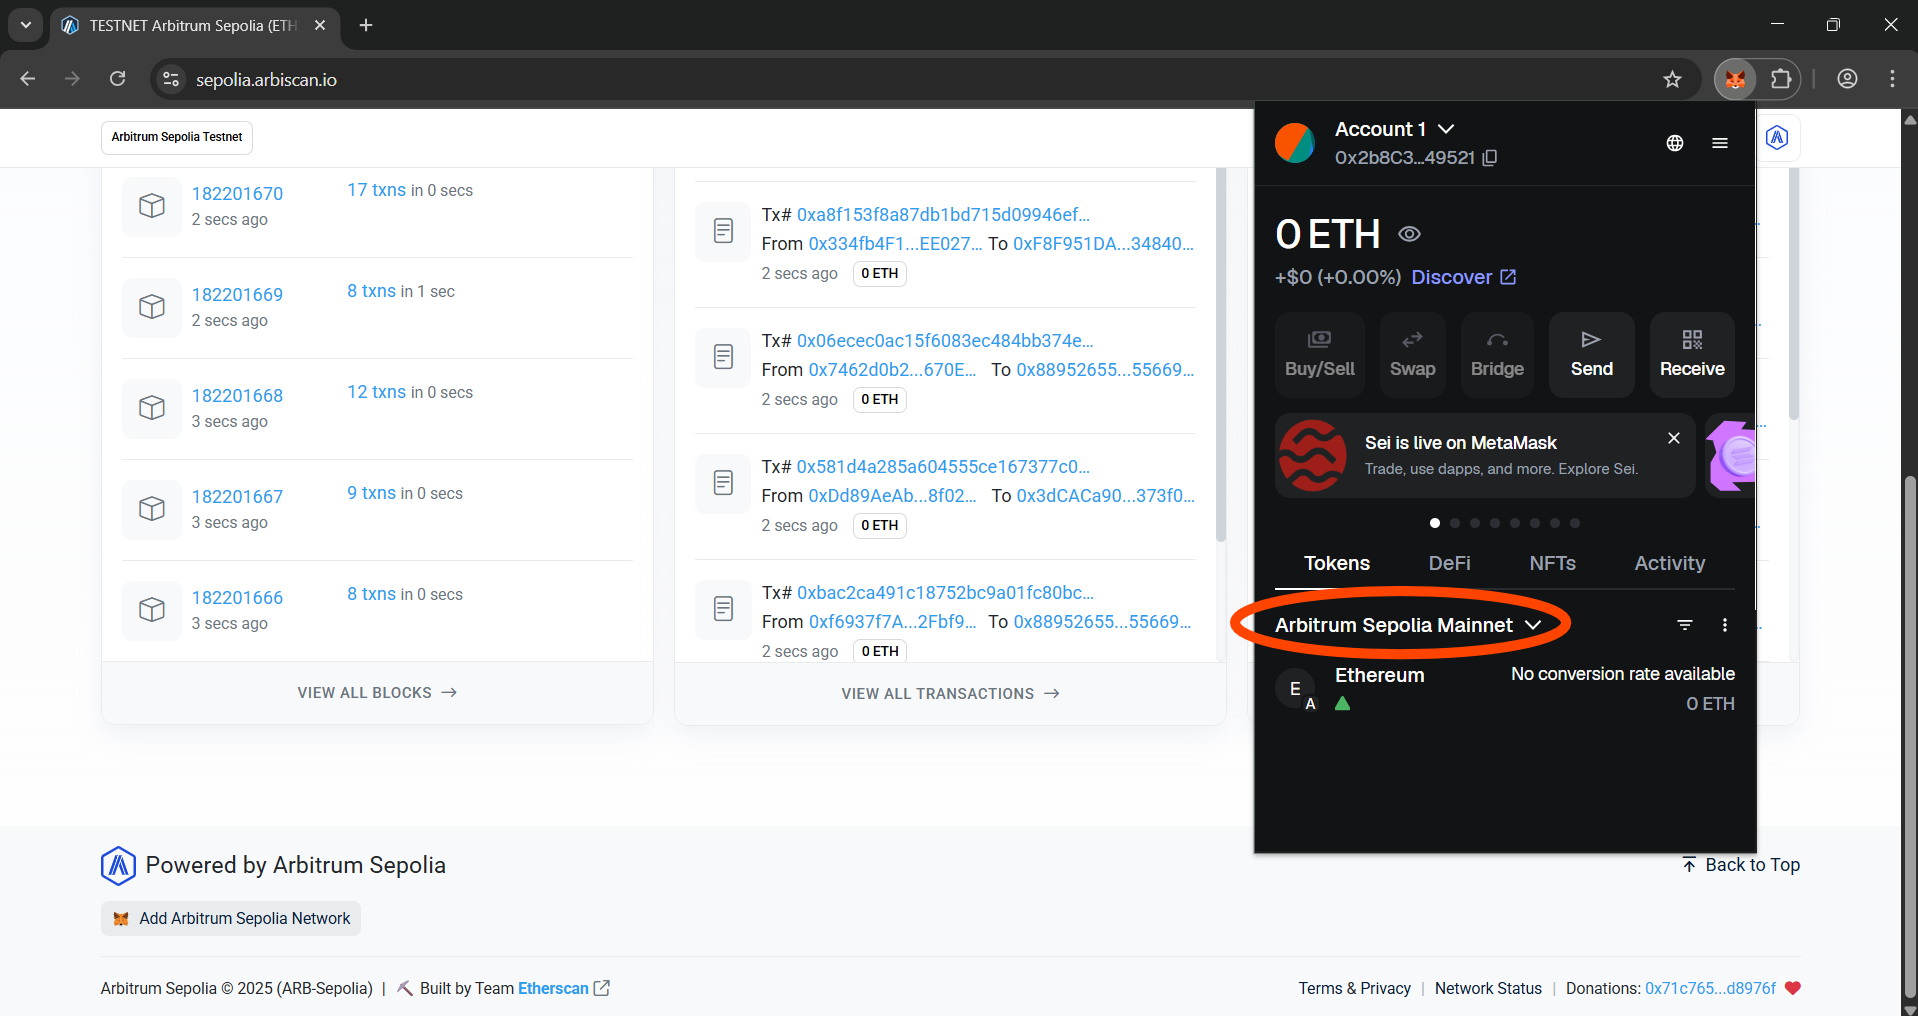 TESTNET Arbitrum Sepolia (ETH
sepolia.arbiscan.io
Arbitrum Sepolia Testnet
182201670
17 txns in 0 secs
2 secs ago
182201669
8 txns in 1 sec
2 secs ago
182201668
12 txns in 0 secs
3 secs ago
182201667
9 txns in 0 secs
3 secs ago
182201666
8 txns in 0 secs
3 secs ago
VIEW ALL BLOCKS →
Tx# 0xa8f153f8a87db1bd715d09946ef...
From 0x334fb4F1...EE027... To 0xF8F951DA...34840...
2 secs ago 0 ETH
Tx# 0x06ecec0ac15f6083ec484bb374e...
From 0x7462d0b2...670E... To 0x88952655...55669...
2 secs ago 0 ETH
Tx# 0x581d4a285a604555ce167377c0...
From 0xDd89AeAb...8f02... To 0x3dCACa90...373f0...
2 secs ago 0 ETH
Tx# 0xbac2ca491c18752bc9a01fc80bc...
From 0xf6937f7A...2Fbf9... To 0x88952655...55669...
2 secs ago 0 ETH
VIEW ALL TRANSACTIONS →
Account 1
0x2b8C3...49521
0 ETH
+$0 (+0.00%) Discover
Buy/Sell
Swap
Bridge
Send
Receive
Sei is live on MetaMask
Trade, use dapps, and more. Explore Sei.
Tokens
DeFi
NFTs
Activity
Arbitrum Sepolia Mainnet
E
A
Ethereum
No conversion rate available
0 ETH
Powered by Arbitrum Sepolia
Back to Top
Add Arbitrum Sepolia Network
Arbitrum Sepolia © 2025 (ARB-Sepolia) | Built by Team Etherscan
Terms & Privacy | Network Status | Donations: 0x71c765...d8976f